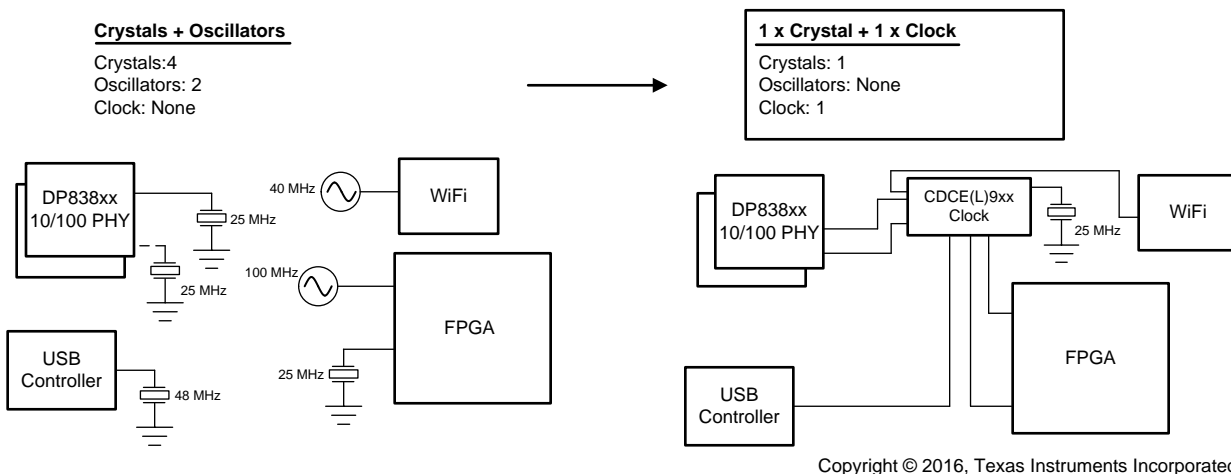 Crystals + Oscillators
Crystals:4
Oscillators: 2
Clock: None
1 x Crystal + 1 x Clock
Crystals: 1
Oscillators: None
Clock: 1
DP838xx
10/100 PHY
25 MHz
25 MHz
40 MHz
WiFi
100 MHz
FPGA
25 MHz
USB
Controller
48 MHz
DP838xx
10/100 PHY
CDCE(L)9xx
Clock
25 MHz
WiFi
FPGA
USB
Controller
Copyright © 2016, Texas Instruments Incorporated